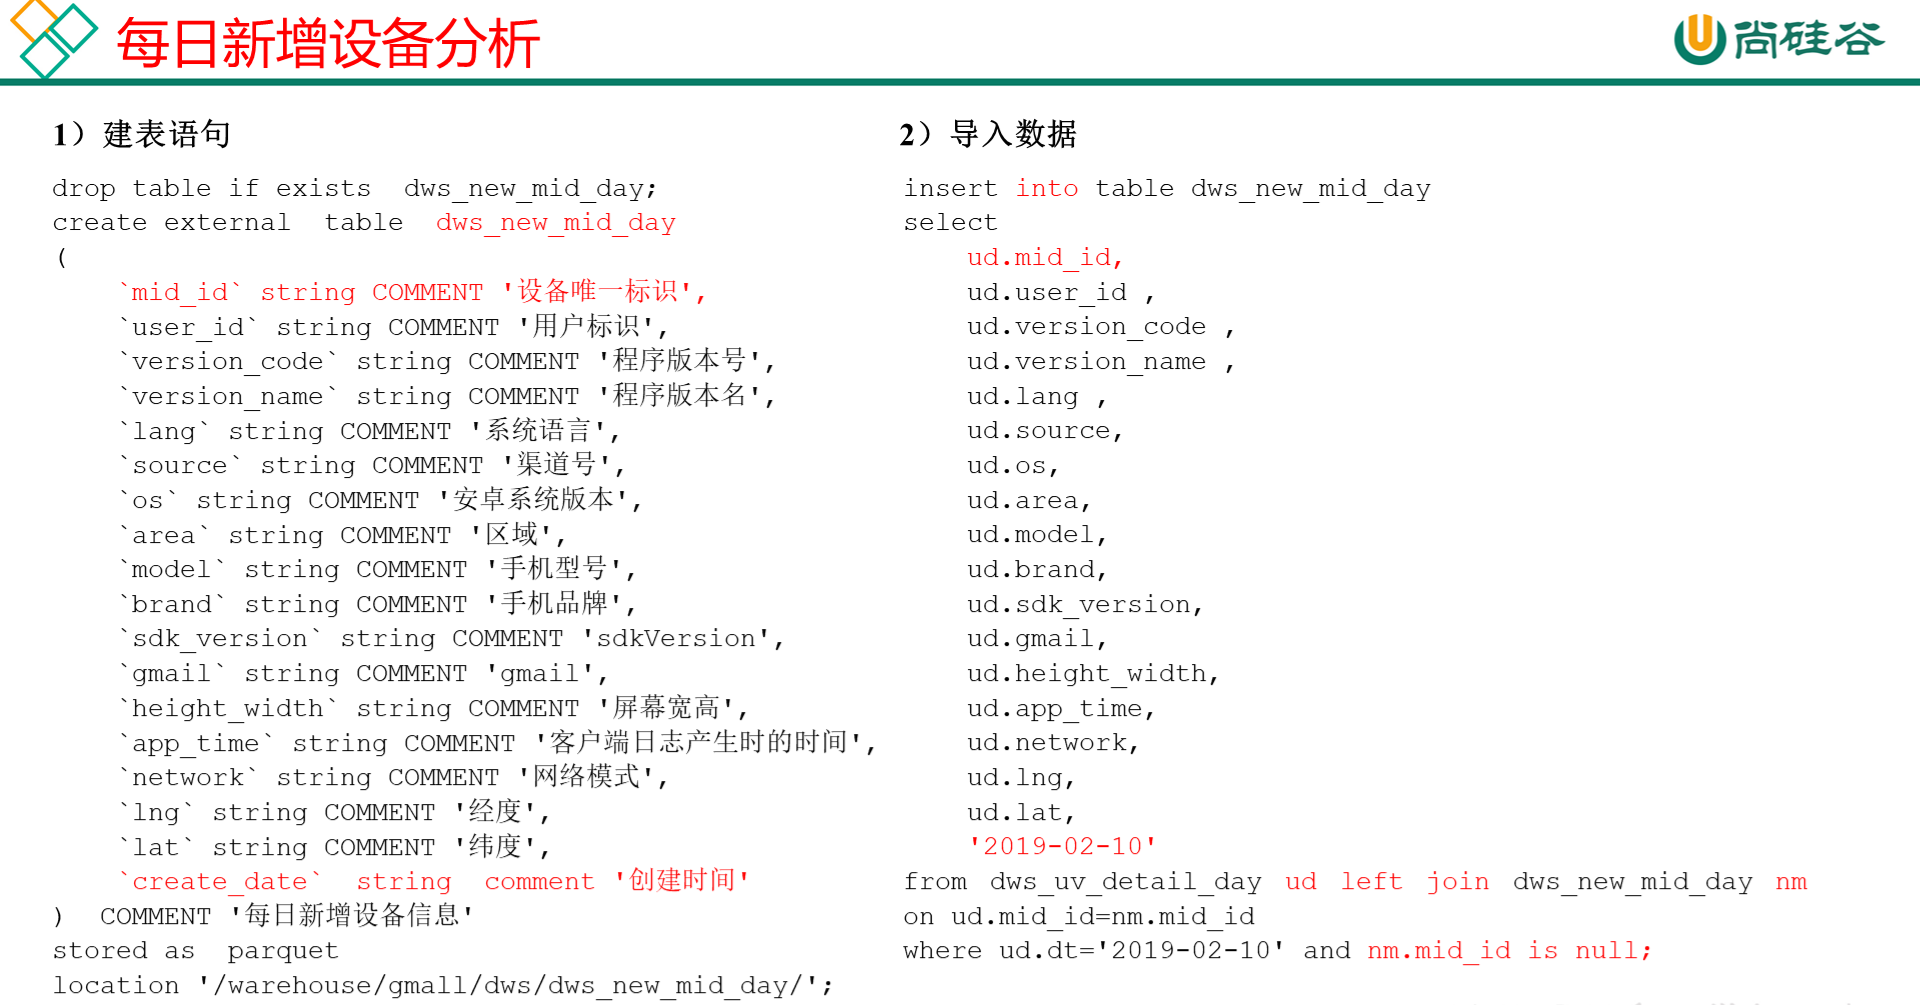 每日新增设备分析
尚硅谷
1）建表语句
drop table if exists  dws_new_mid_day;
create external  table  dws_new_mid_day
(
`mid_id` string COMMENT '设备唯一标识',
`user_id` string COMMENT '用户标识',
`version_code` string COMMENT '程序版本号',
`version_name` string COMMENT '程序版本名',
`lang` string COMMENT '系统语言',
`source` string COMMENT '渠道号',
`os` string COMMENT '安卓系统版本',
`area` string COMMENT '区域',
`model` string COMMENT '手机型号',
`brand` string COMMENT '手机品牌',
`sdk_version` string COMMENT 'sdkVersion',
`gmail` string COMMENT 'gmail',
`height_width` string COMMENT '屏幕宽高',
`app_time` string COMMENT '客户端日志产生时的时间',
`network` string COMMENT '网络模式',
`lng` string COMMENT '经度',
`lat` string COMMENT '纬度',
`create_date`  string  comment '创建时间'
)  COMMENT '每日新增设备信息'
stored as  parquet
location '/warehouse/gmall/dws/dws_new_mid_day/';
2）导入数据
insert into table dws_new_mid_day
select
ud.mid_id,
ud.user_id ,
ud.version_code ,
ud.version_name ,
ud.lang ,
ud.source,
ud.os,
ud.area,
ud.model,
ud.brand,
ud.sdk_version,
ud.gmail,
ud.height_width,
ud.app_time,
ud.network,
ud.lng,
ud.lat,
'2019-02-10'
from dws_uv_detail_day ud left join dws_new_mid_day nm
on ud.mid_id=nm.mid_id
where ud.dt='2019-02-10' and nm.mid_id is null;